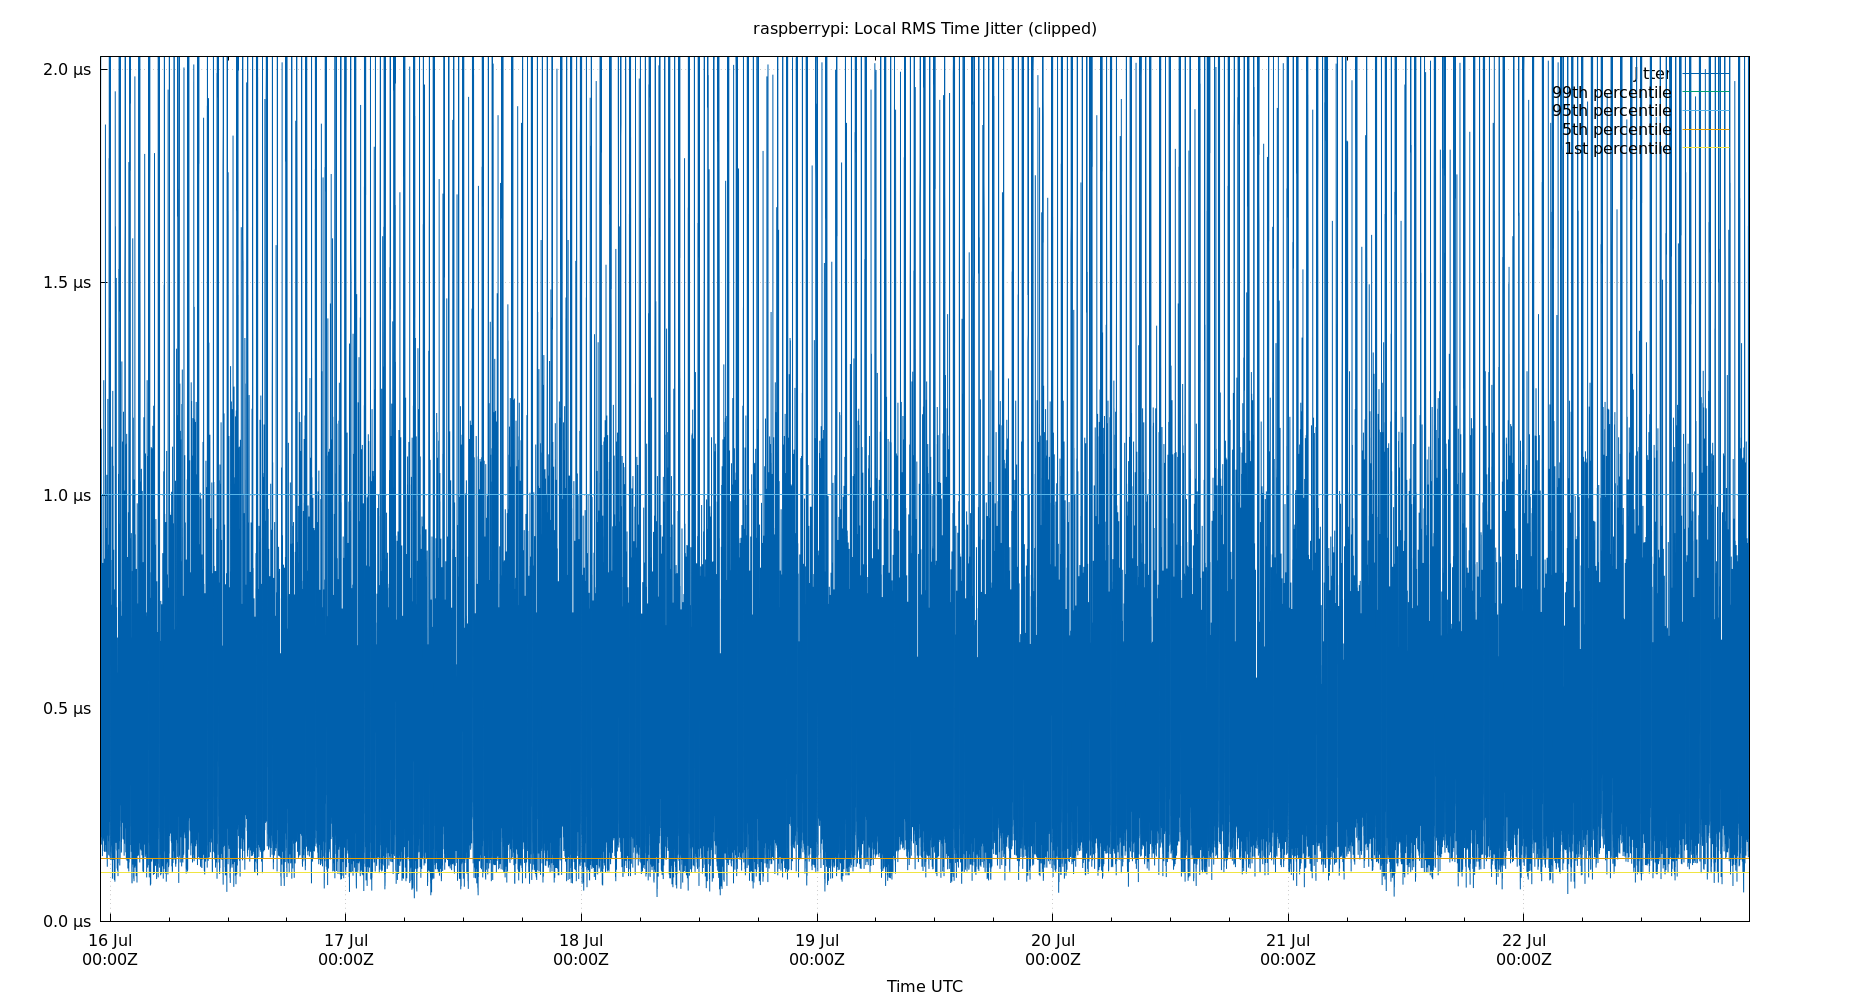 raspberrypi: Local RMS Time Jitter (clipped)
2.0 µs
jitter
99th percentile
95th percentile
5th percentile
1st percentile
1.5 µs
1.0 µs
0.5 µs
0.0 µs
16 Jul 17 Jul 18 Jul 19 Jul 20 Jul 21 Jul 22 Jul
00:00Z 00:00Z 00:00Z 00:00Z 00:00Z 00:00Z 00:00Z
Time UTC